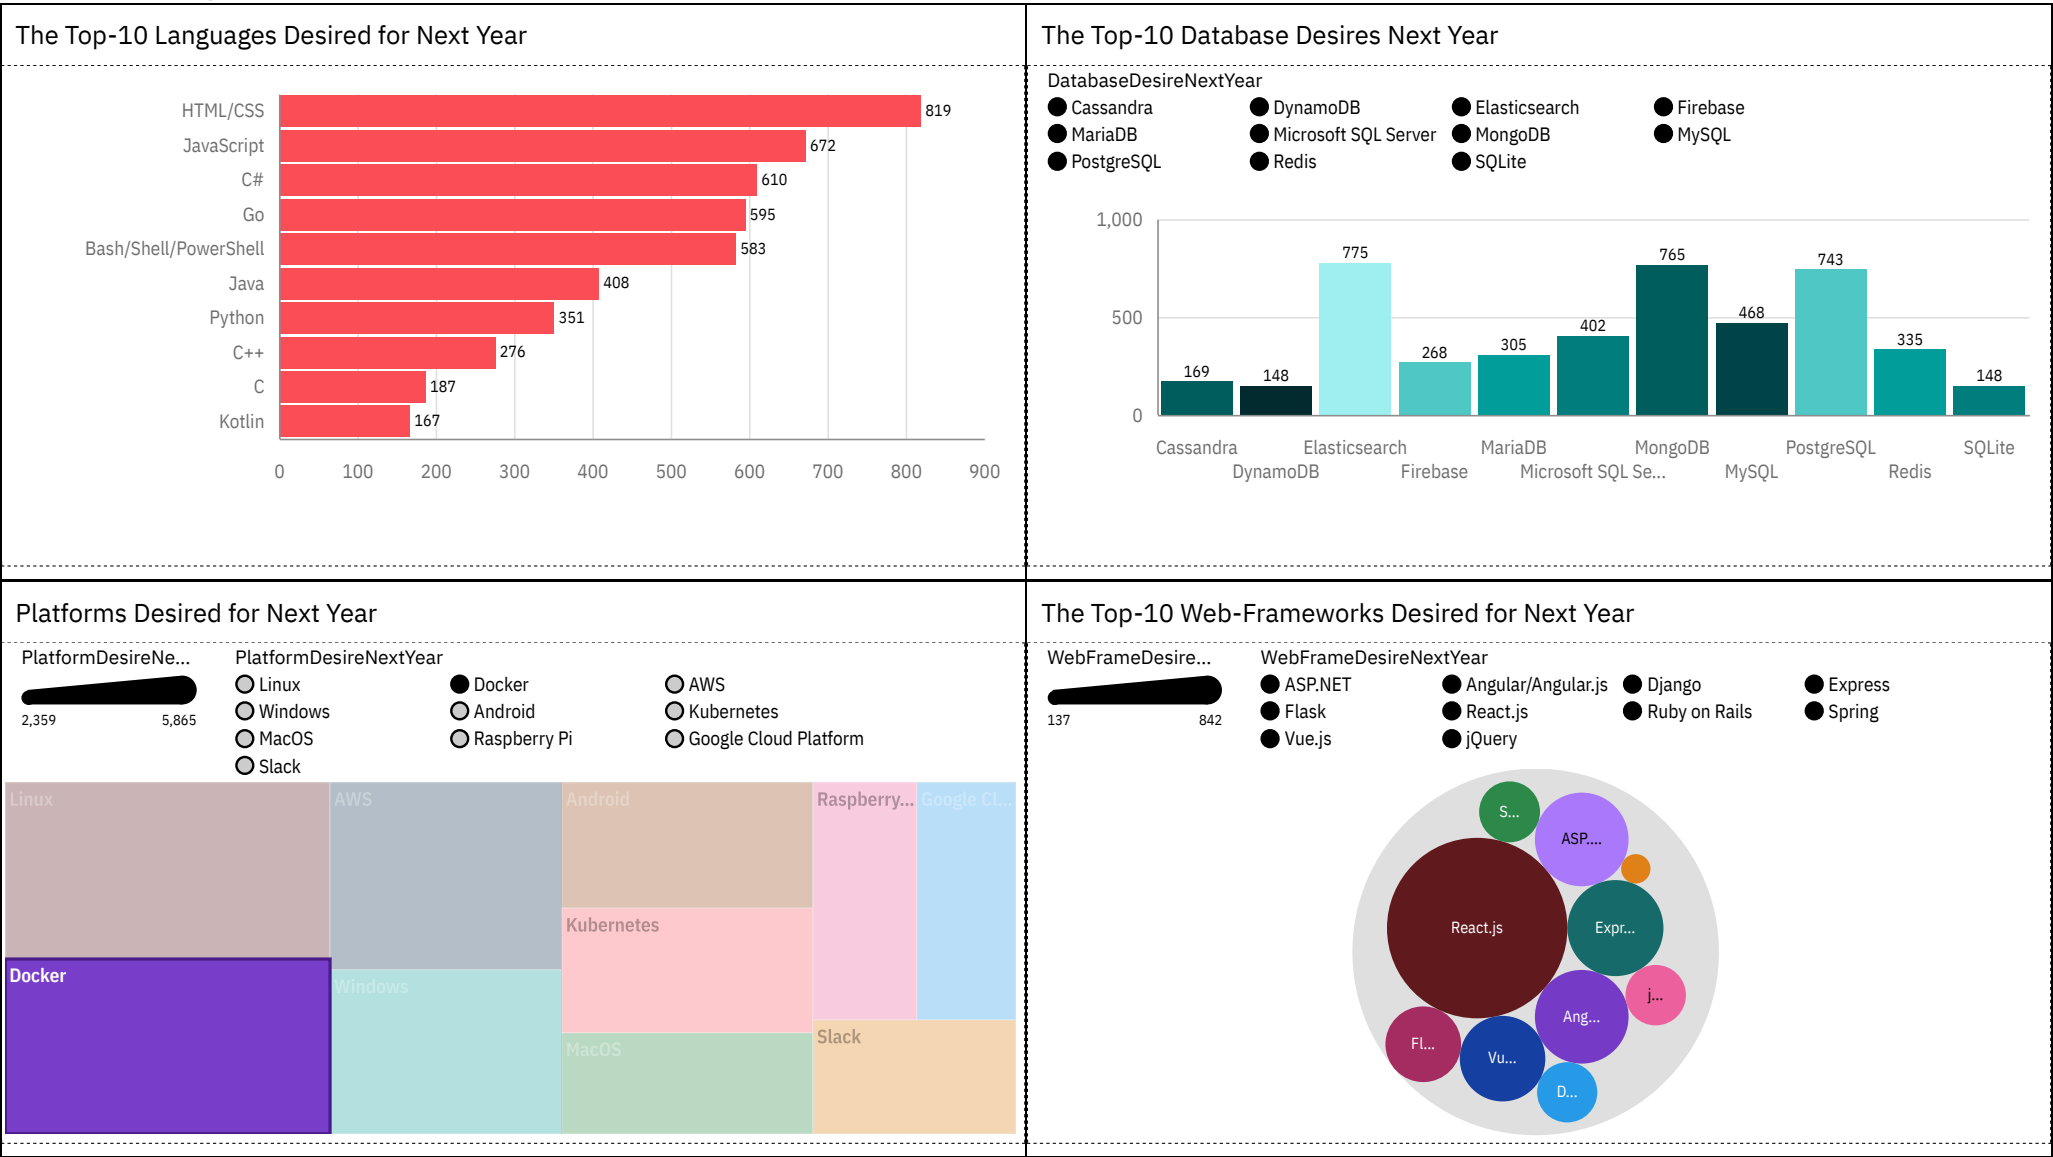 The Top-10 Languages Desired for Next Year
HTML/CSS 819
JavaScript 672
C# 610
Go 595
Bash/Shell/PowerShell 583
Java 408
Python 351
C++ 276
C 187
Kotlin 167
0 100 200 300 400 500 600 700 800 900
The Top-10 Database Desires Next Year
DatabaseDesireNextYear
Cassandra DynamoDB Elasticsearch Firebase
MariaDB Microsoft SQL Server MongoDB MySQL
PostgreSQL Redis SQLite
1,000
500
0
169 148 775 268 305 402 765 468 743 335 148
Cassandra Elasticsearch MariaDB MongoDB PostgreSQL SQLite
DynamoDB Firebase Microsoft SQL Se... MySQL Redis
Platforms Desired for Next Year
PlatformDesireNe...
2,359 5,865
PlatformDesireNextYear
Linux Docker AWS
Windows Android Kubernetes
MacOS Raspberry Pi Google Cloud Platform
Slack
Linux AWS Android Raspberry... Google Cl...
Kubernetes
Docker Windows
Slack
MacOS
The Top-10 Web-Frameworks Desired for Next Year
WebFrameDesire...
137 842
WebFrameDesireNextYear
ASP.NET Angular/Angular.js Django Express
Flask React.js Ruby on Rails Spring
Vue.js jQuery
S...
ASP....
React.js Expr...
j...
Ang...
Fl...
Vu...
D...